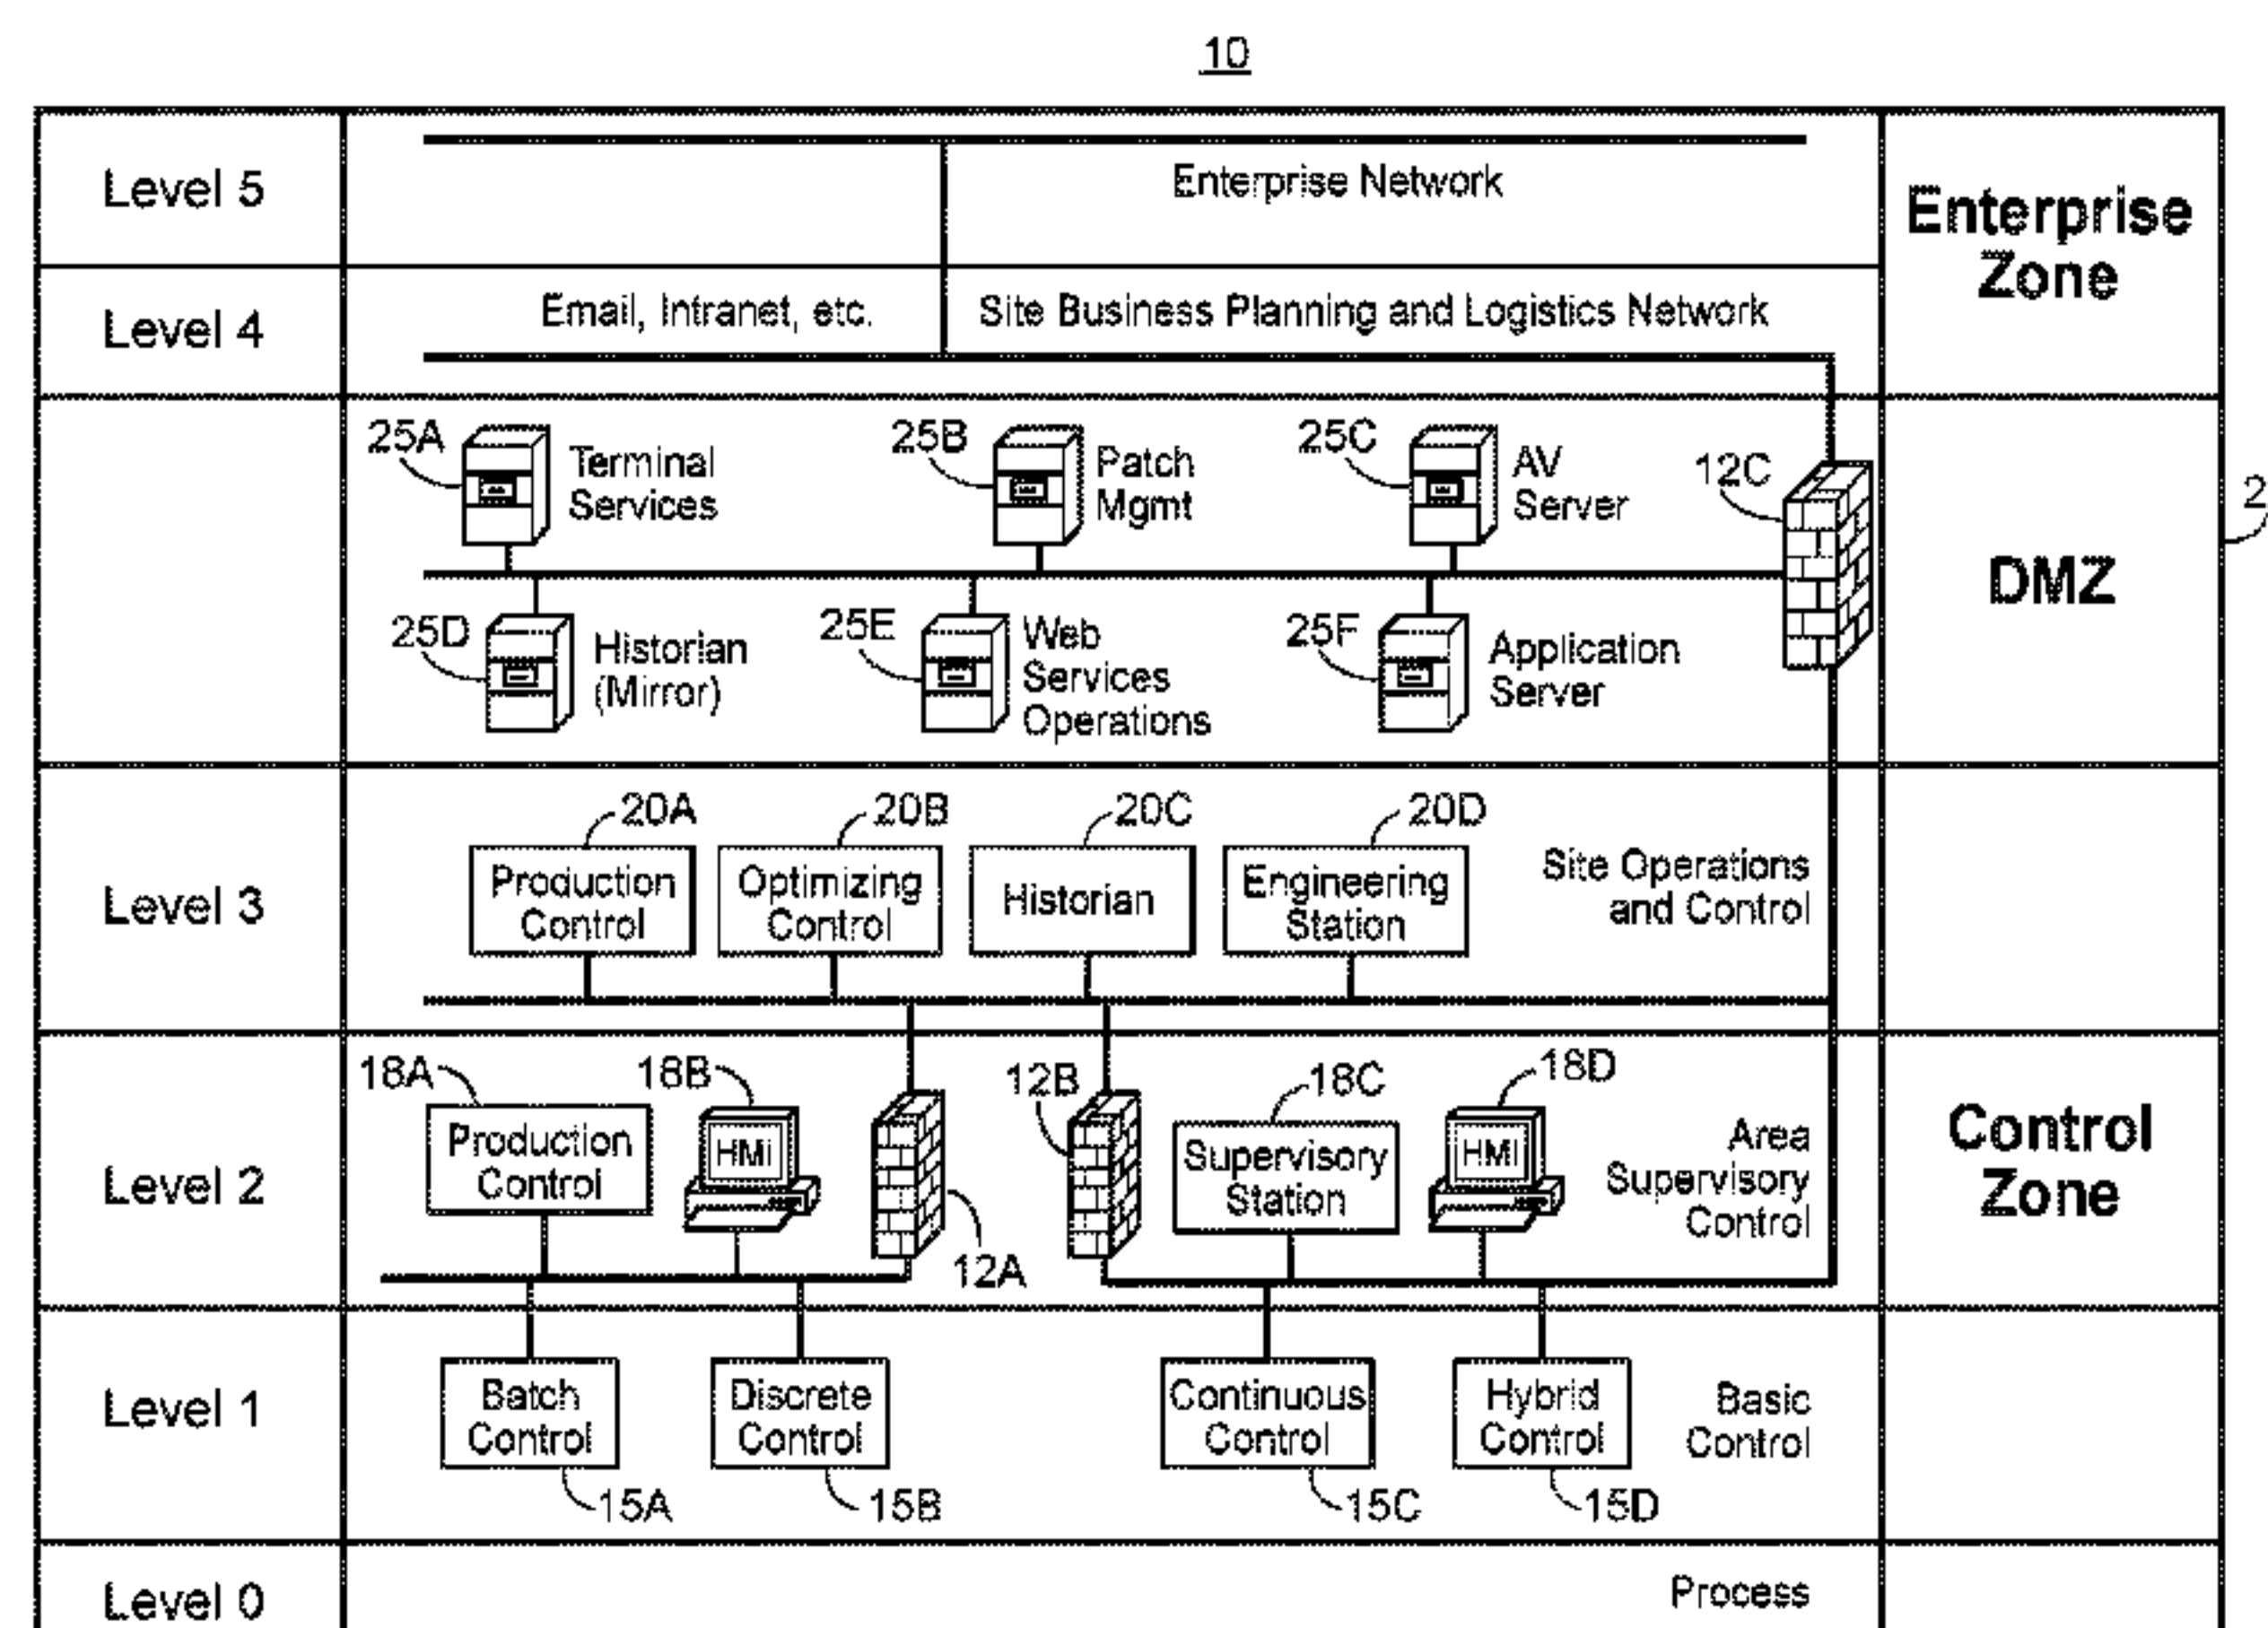 10
Level 5
Enterprise Network
Enterprise
Zone
Level 4
Email, Intranet, etc.
Site Business Planning and Logistics Network
25A
Terminal
Services
25B
Patch
Mgmt
25C
AV
Server
12C
2
DMZ
25D
Historian
(Mirror)
25E
Web
Services
Operations
25F
Application
Server
Level 3
20A
Production
Control
20B
Optimizing
Control
20C
Historian
20D
Engineering
Station
Site Operations
and Control
Level 2
18A
Production
Control
18B
HMI
12A
12B
18C
Supervisory
Station
18D
HMI
Area
Supervisory
Control
Control
Zone
Level 1
Batch
Control
15A
Discrete
Control
15B
Continuous
Control
15C
Hybrid
Control
15D
Basic
Control
Level 0
Process